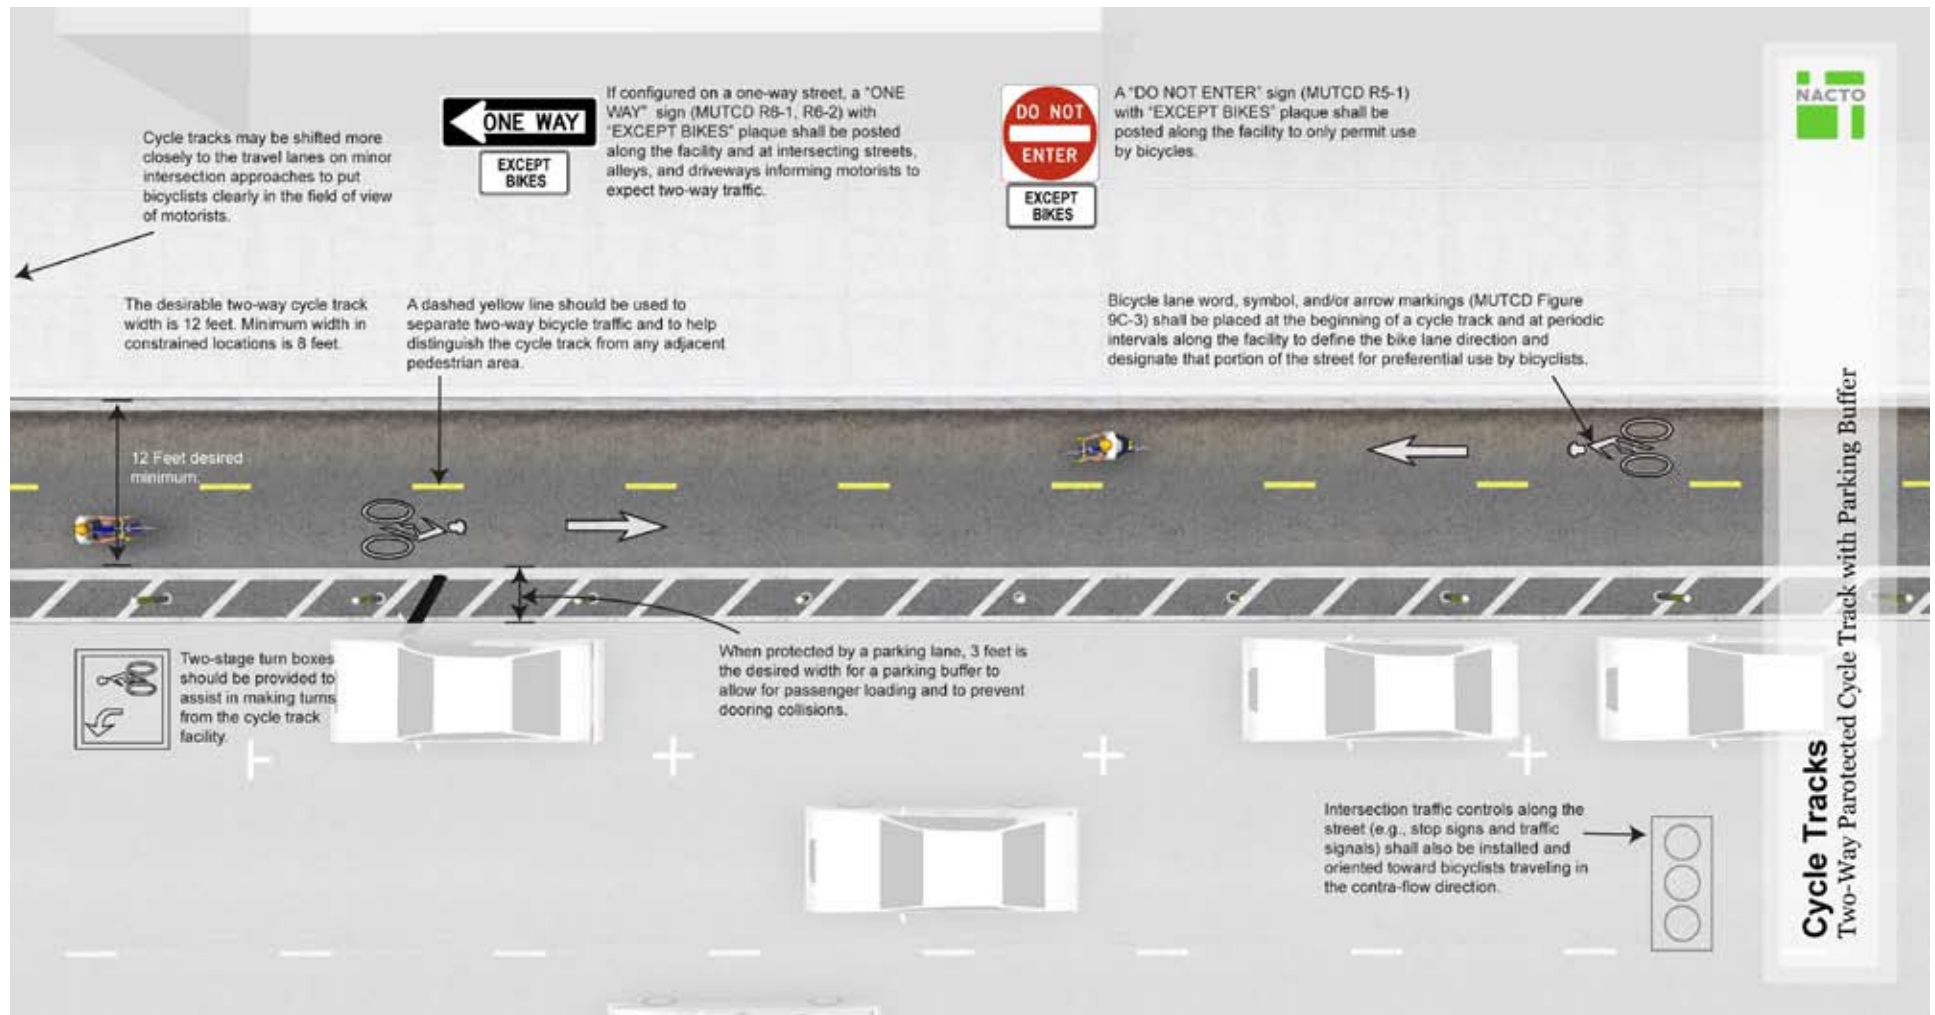 Cycle tracks may be shifted more
closely to the travel lanes on minor
intersection approaches to put
bicyclists clearly in the field of view
of motorists.
ONE WAY
EXCEPT
BIKES
If configured on a one-way street, a "ONE
WAY" sign (MUTCD R6-1, R6-2) with
"EXCEPT BIKES" plaque shall be posted
along the facility and at intersecting streets,
alleys, and driveways informing motorists to
expect two-way traffic.
DO NOT
ENTER
EXCEPT
BIKES
A "DO NOT ENTER" sign (MUTCD R5-1)
with "EXCEPT BIKES" plaque shall be
posted along the facility to only permit use
by bicycles.
NACTO
The desirable two-way cycle track
width is 12 feet. Minimum width in
constrained locations is 8 feet.
A dashed yellow line should be used to
separate two-way bicycle traffic and to help
distinguish the cycle track from any adjacent
pedestrian area.
Bicycle lane word, symbol, and/or arrow markings (MUTCD Figure
9C-3) shall be placed at the beginning of a cycle track and at periodic
intervals along the facility to define the bike lane direction and
designate that portion of the street for preferential use by bicyclists.
12 Feet desired
minimum.
Two-stage turn boxes
should be provided to
assist in making turns
from the cycle track
facility.
When protected by a parking lane, 3 feet is
the desired width for a parking buffer to
allow for passenger loading and to prevent
dooring collisions.
Intersection traffic controls along the
street (e.g., stop signs and traffic
signals) shall also be installed and
oriented toward bicyclists traveling in
the contra-flow direction.
Cycle Tracks
Two-Way Parotected Cycle Track with Parking Buffer